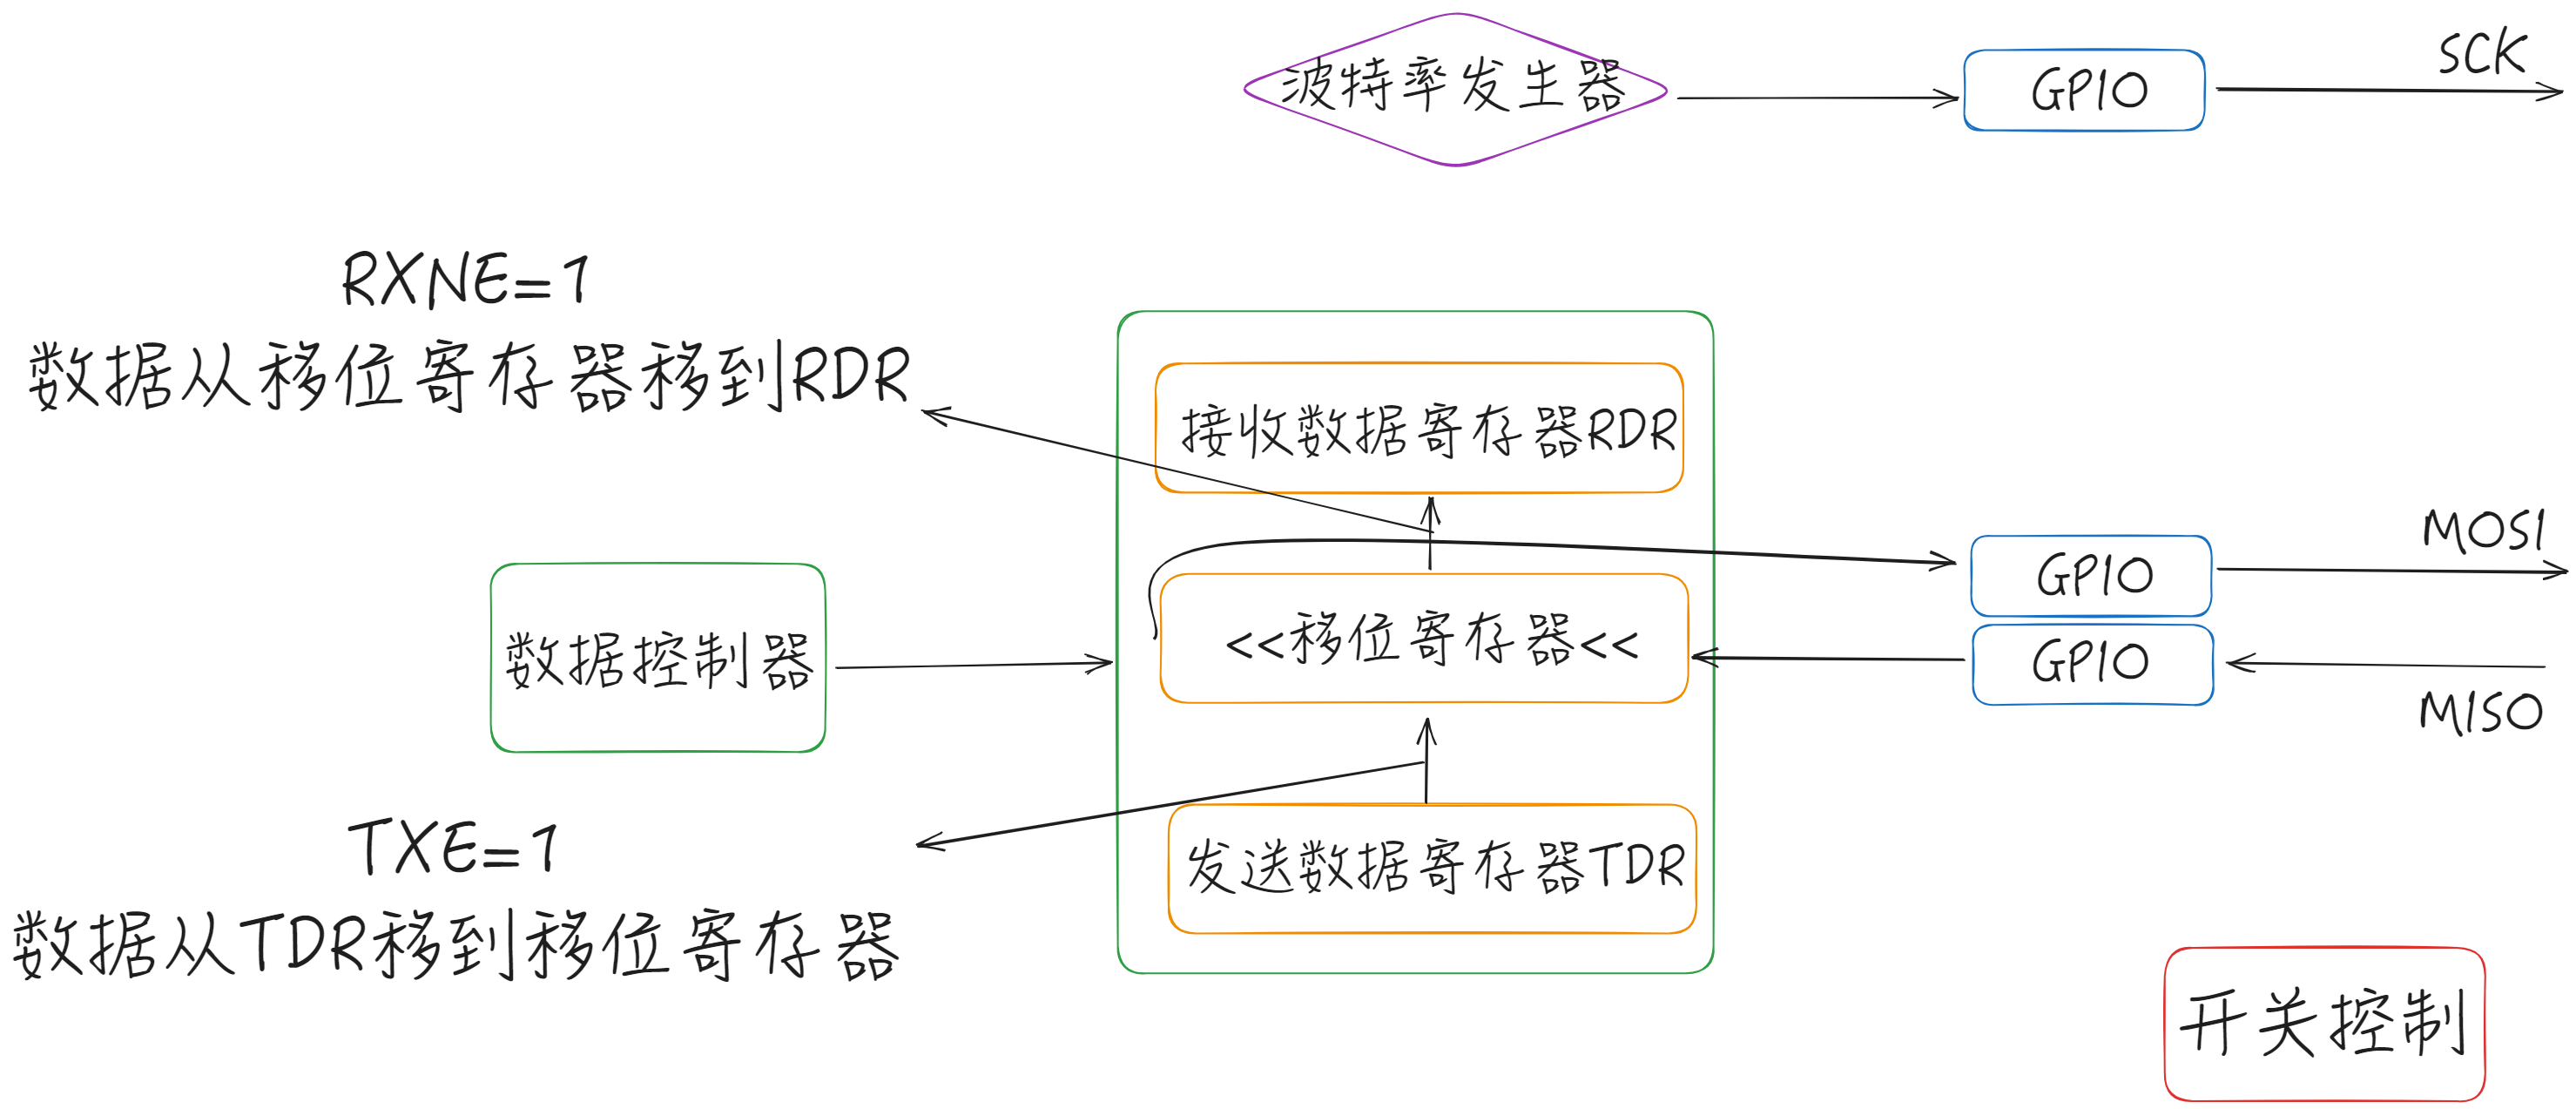 波特率发生器
GPIO
SCK
RXNE=1
数据从移位寄存器移到RDR
接收数据寄存器RDR
MOSI
GPIO
数据控制器
<<移位寄存器<<
GPIO
MISO
TXE=1
数据从TDR移到移位寄存器
发送数据寄存器TDR
开关控制